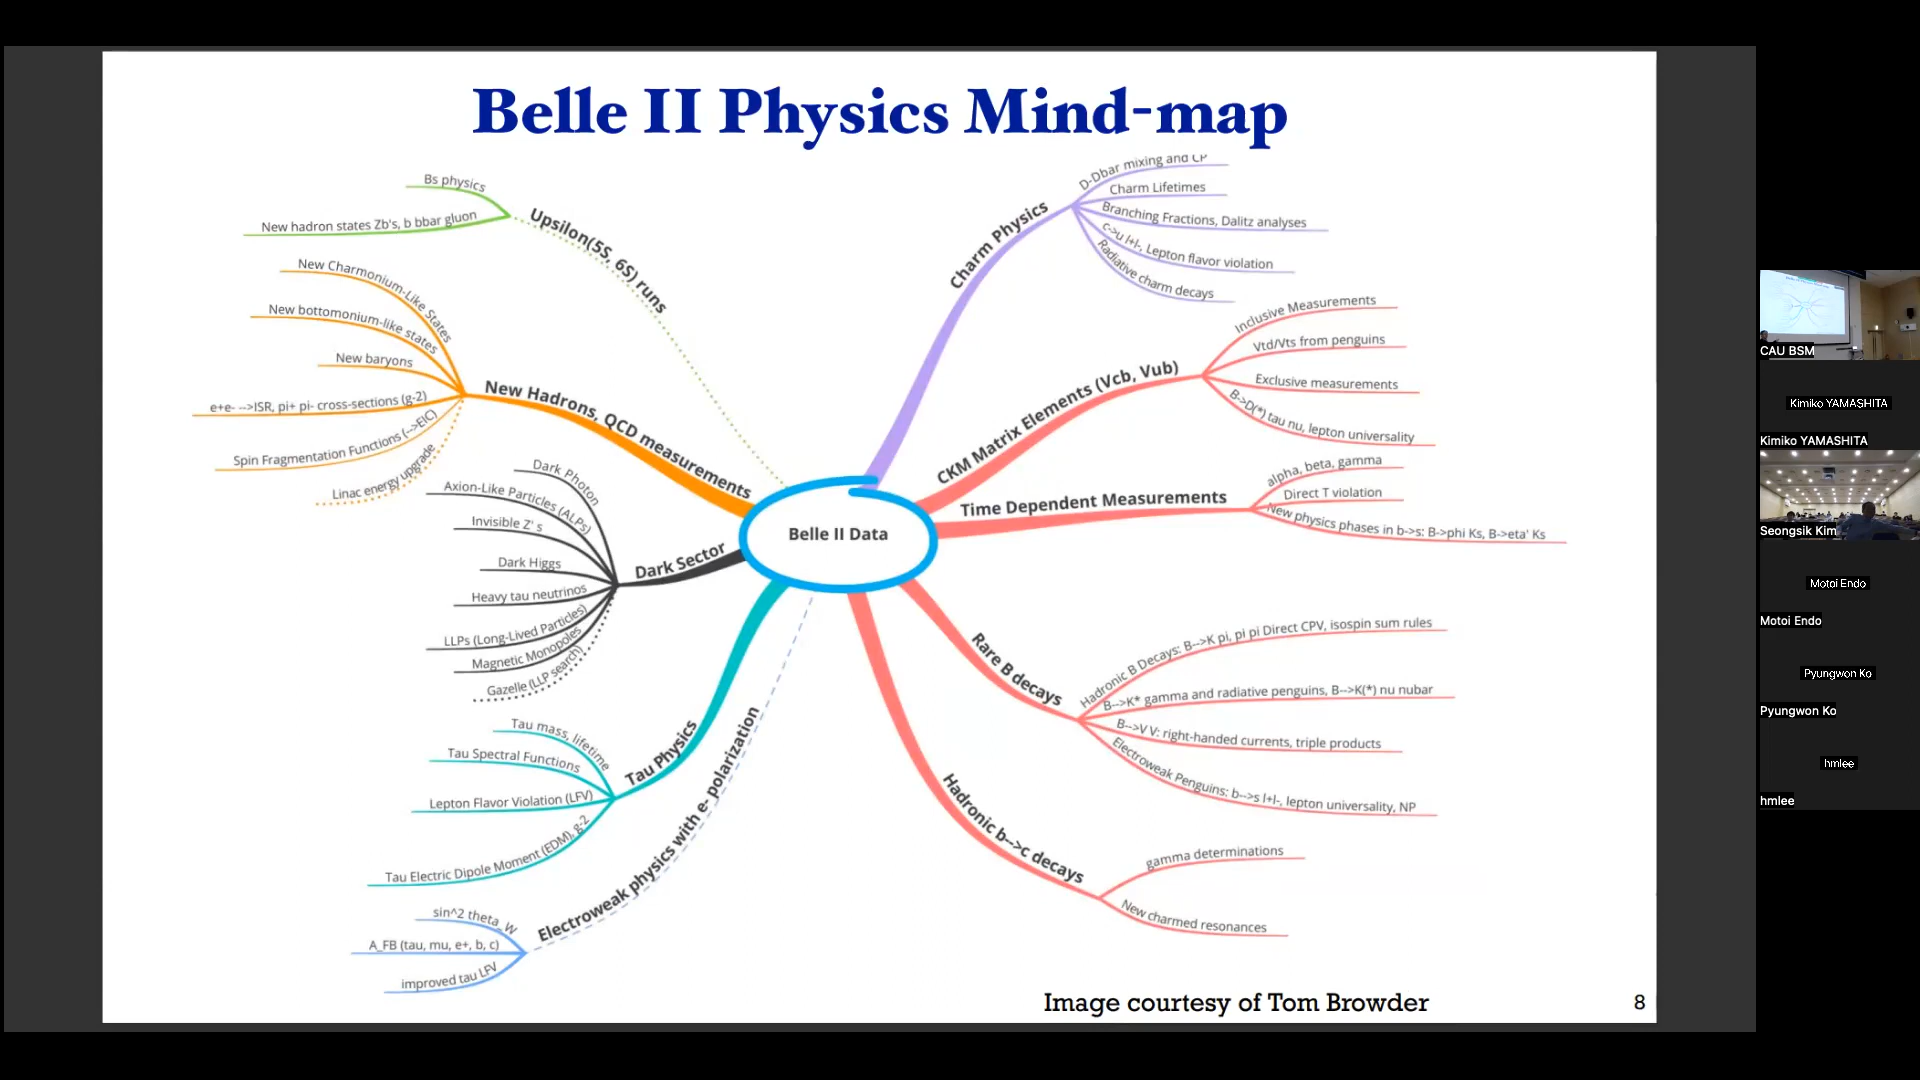 Belle II Physics Mind-map
Bs physics
New hadron states Zb's, b bbar gluon
Upsilon(5S, 6S) runs
New Charmonium-Like States
New bottomonium-like states
New baryons
e+e- -->ISR, pi+ pi- cross-sections (g-2)
Spin Fragmentation Functions (-->EIC)
Linac energy upgrade
New Hadrons, QCD measurements
Dark Photon
Axion-Like Particles (ALPs)
Invisible Z' s
Dark Higgs
Heavy tau neutrinos
LLPs (Long-Lived Particles)
Magnetic Monopoles
Gazelle (LLP search)
Dark Sector
Tau mass, lifetime
Tau Spectral Functions
Lepton Flavor Violation (LFV)
Tau Electric Dipole Moment (EDM), g-2
Tau Physics
sin^2 theta_W
A_FB (tau, mu, e+, b, c)
improved tau LFV
Electroweak physics with e- polarization
Belle II Data
Charm Physics
D-Dbar mixing and CP
Charm Lifetimes
Branching Fractions, Dalitz analyses
c->u l+l-, Lepton flavor violation
Radiative charm decays
CKM Matrix Elements (Vcb, Vub)
Inclusive Measurements
Vtd/Vts from penguins
Exclusive measurements
B->D(*) tau nu, lepton universality
Time Dependent Measurements
alpha, beta, gamma
Direct T violation
New physics phases in b->s: B->phi Ks, B->eta' Ks
Rare B decays
Hadronic B Decays: B-->K pi, pi pi Direct CPV, isospin sum rules
B-->K* gamma and radiative penguins, B-->K(*) nu nubar
B-->V V: right-handed currents, triple products
Electroweak Penguins: b-->s l+l-, lepton universality, NP
Hadronic b-->c decays
gamma determinations
New charmed resonances
Image courtesy of Tom Browder
8
CAU BSM
Kimiko YAMASHITA
Kimiko YAMASHITA
Seongsik Kim
Motoi Endo
Motoi Endo
Pyungwon Ko
Pyungwon Ko
hmlee
hmlee